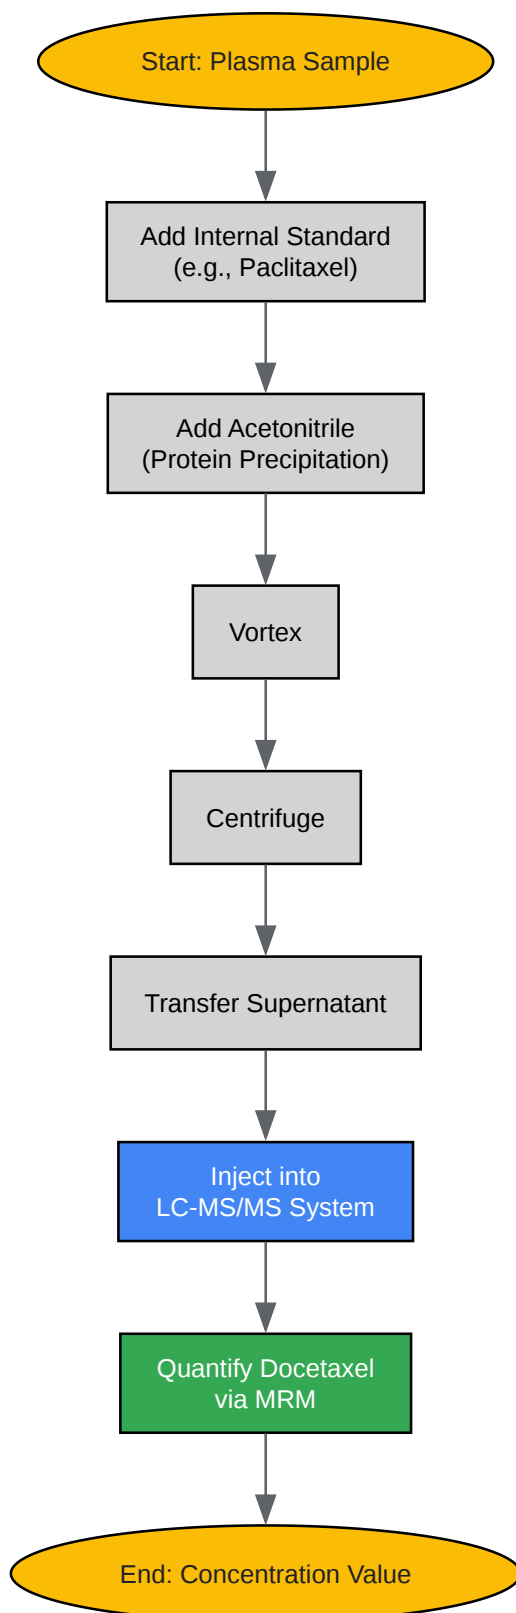 Start: Plasma Sample
Add Internal Standard
(e.g., Paclitaxel)
Add Acetonitrile
(Protein Precipitation)
Vortex
Centrifuge
Transfer Supernatant
Inject into
LC-MS/MS System
Quantify Docetaxel
via MRM
End: Concentration Value